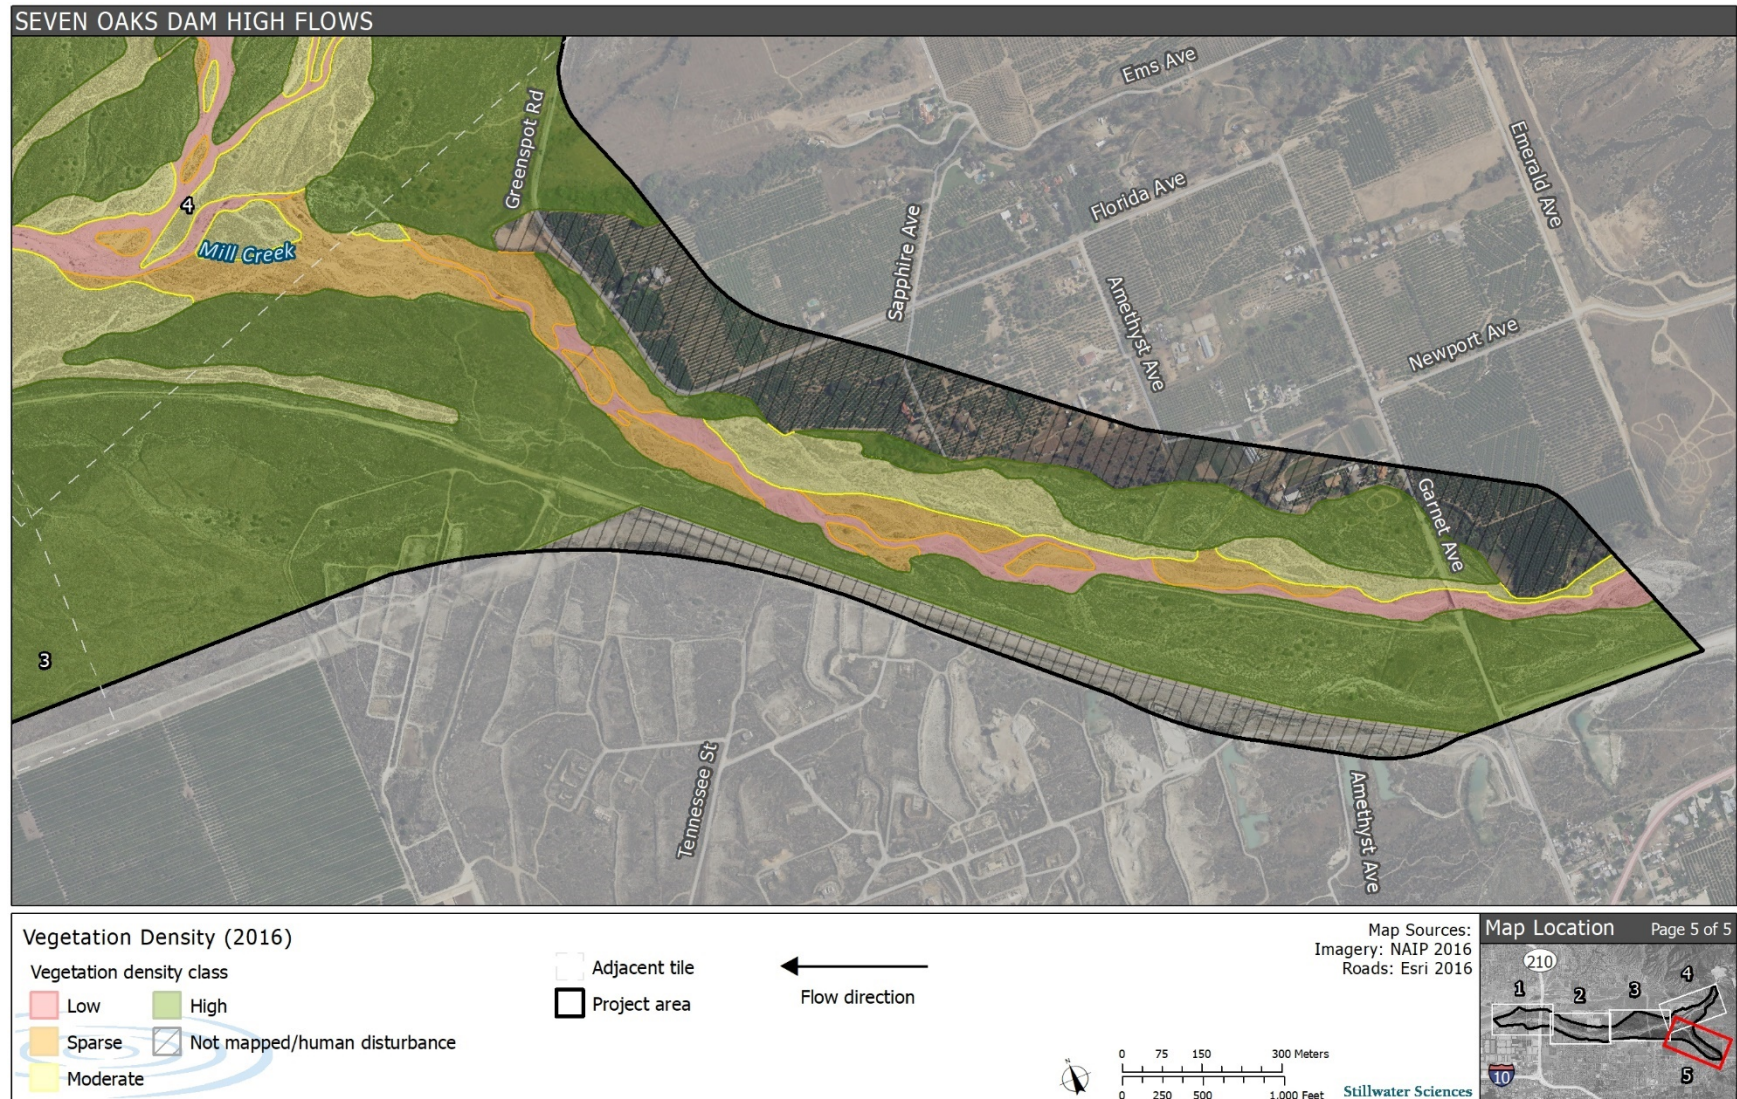 SEVEN OAKS DAM HIGH FLOWS
Ems Ave
Greenspot Rd
Emerald Ave
Florida Ave
4
Mill Creek
Sapphire Ave
Amethyst Ave
Newport Ave
Garnet Ave
3
Tennessee St
Amethyst Ave
Vegetation Density (2016)
Vegetation density class
Low
High
Sparse
Not mapped/human disturbance
Moderate
Adjacent tile
Project area
Flow direction
Map Sources:
Imagery: NAIP 2016
Roads: Esri 2016
N
0 75 150 300 Meters
0 250 500 1,000 Feet
Stillwater Sciences
Map Location Page 5 of 5
210
1
2
3
4
5
10